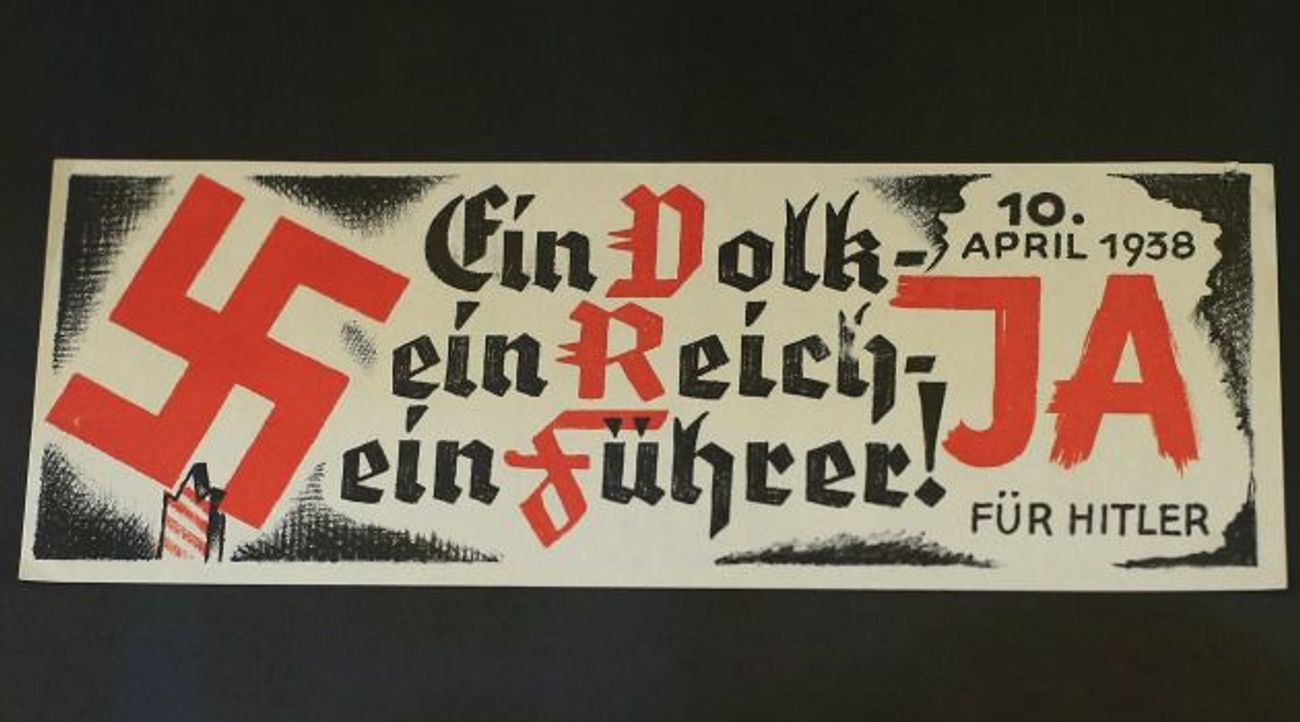 Ein Volk-
ein Reich-
ein Führer!
10.
APRIL 1938
JA
FÜR HITLER